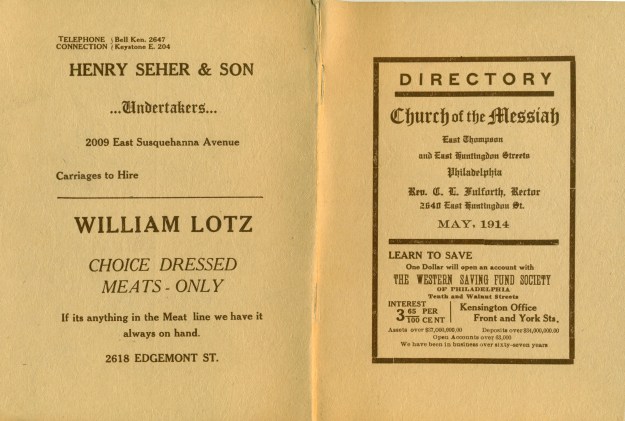 TELEPHONE CONNECTION { Bell Ken. 2647
Keystone E. 204
HENRY SEHER & SON
...Undertakers...
2009 East Susquehanna Avenue
Carriages to Hire
WILLIAM LOTZ
CHOICE DRESSED
MEATS - ONLY
If its anything in the Meat line we have it
always on hand.
2618 EDGEMONT ST.
DIRECTORY
Church of the Messiah
East Thompson
and East Huntingdon Streets
Philadelphia
Rev. C. L. Fulforth, Rector
2640 East Huntingdon St.
MAY, 1914
LEARN TO SAVE
One Dollar will open an account with
THE WESTERN SAVING FUND SOCIETY
OF PHILADELPHIA
Tenth and Walnut Streets
INTEREST
3 65/100 PER CENT
Kensington Office
Front and York Sts.
Assets over Deposits over
Open Accounts over
We have been in business over sixty-seven years